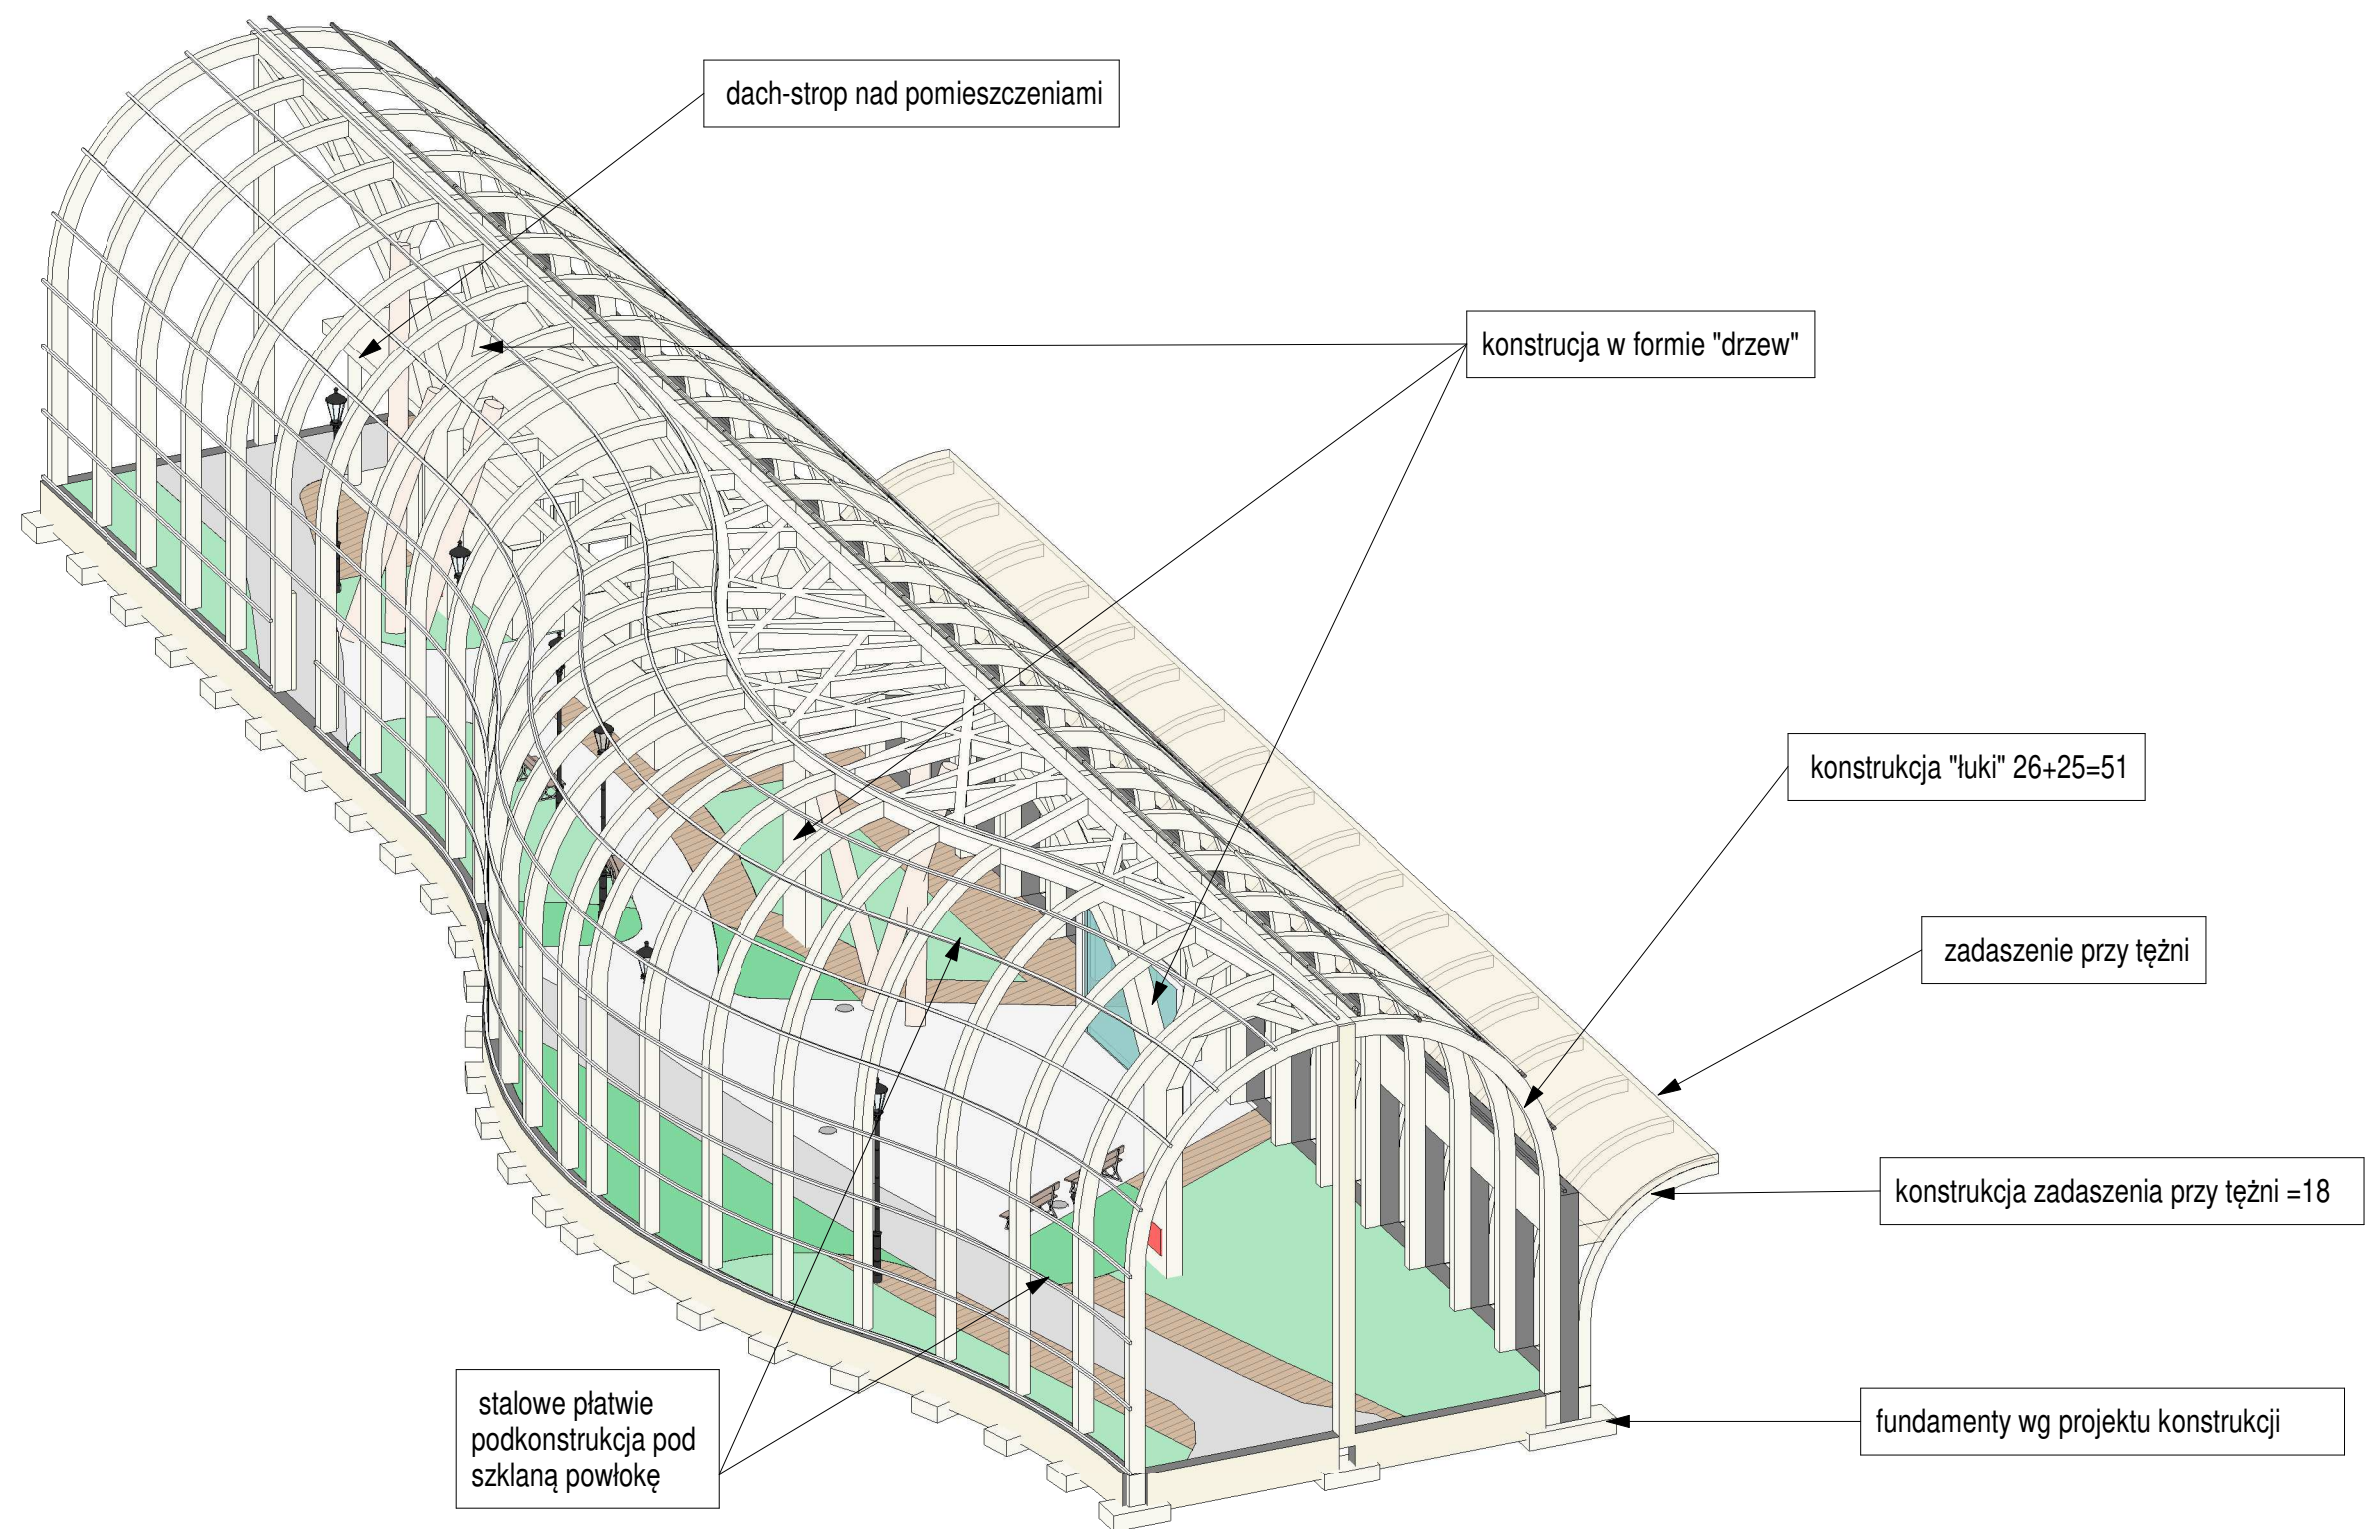 dach-strop nad pomieszczeniami
konstrucja w formie "drzew"
konstrukcja "łuki" 26+25=51
zadaszenie przy tężni
konstrukcja zadaszenia przy tężni =18
fundamenty wg projektu konstrukcji
stalowe płatwie
podkonstrukcja pod
szklaną powłokę